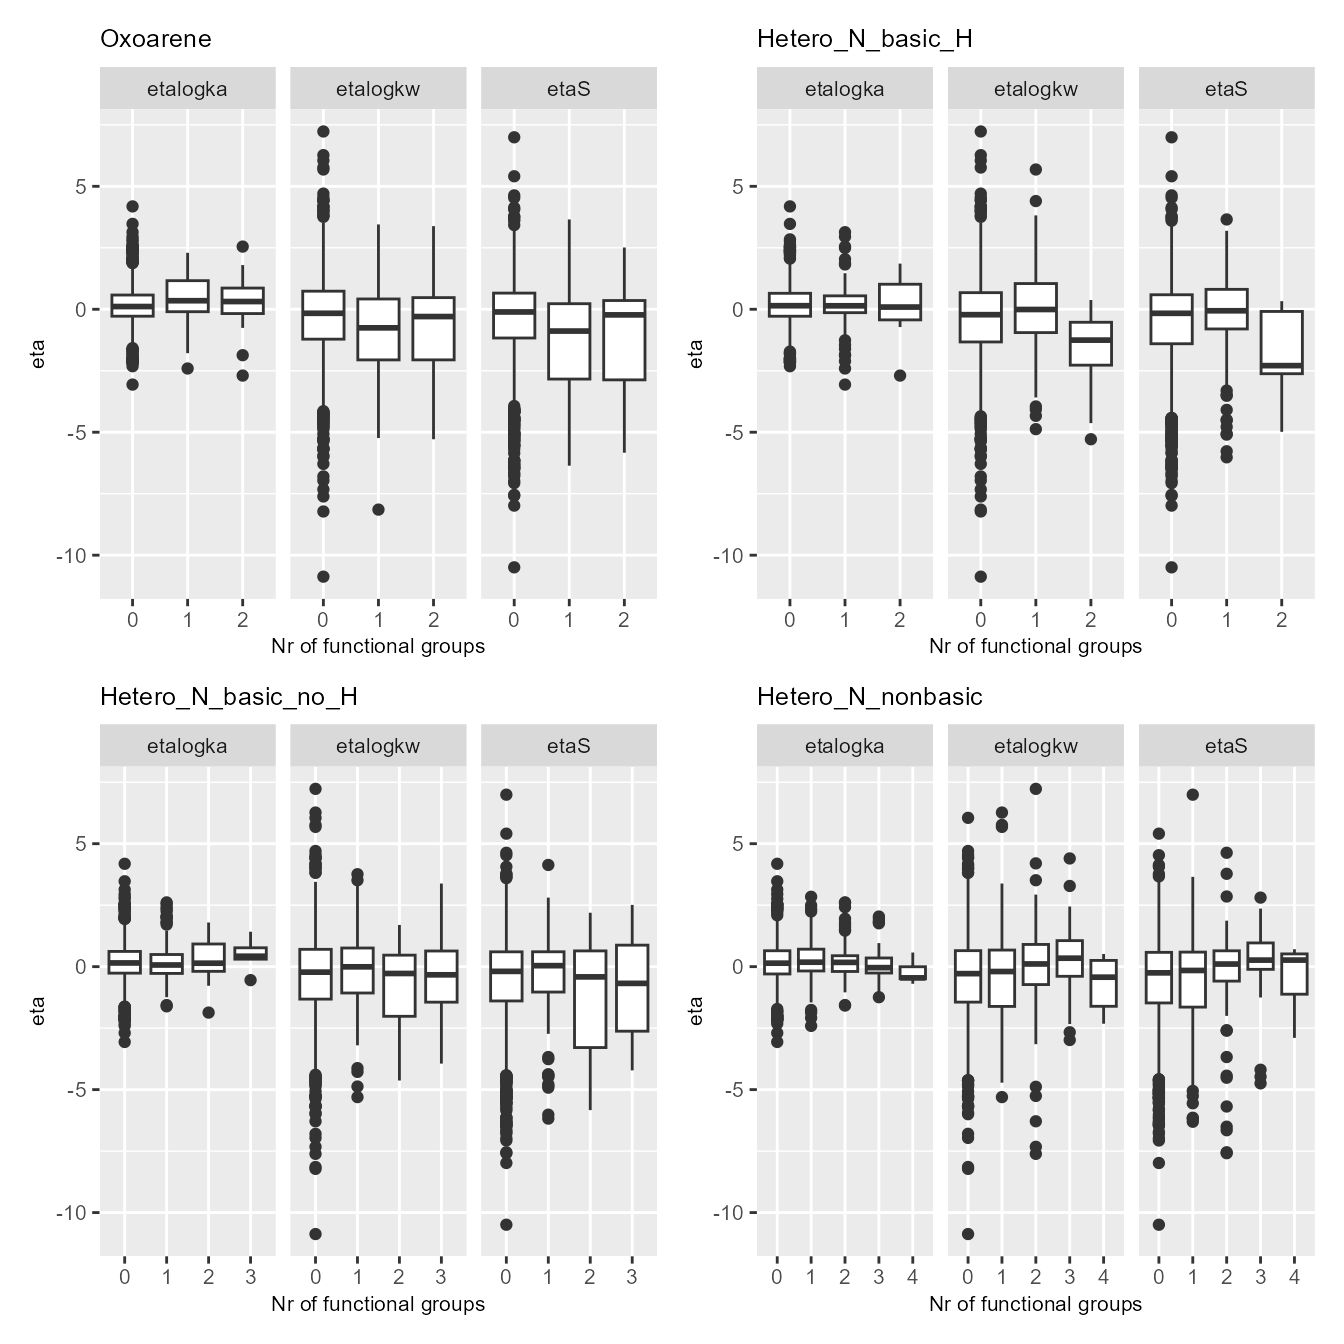 Oxoarene
Hetero_N_basic_H
etalogka etalogkw etaS
etalogka etalogkw etaS
eta
5
0
-5
-10
0 1 2 0 1 2 0 1 2
Nr of functional groups
eta
5
0
-5
-10
0 1 2 0 1 2 0 1 2
Nr of functional groups
Hetero_N_basic_no_H
Hetero_N_nonbasic
etalogka etalogkw etaS
etalogka etalogkw etaS
eta
5
0
-5
-10
0 1 2 3 0 1 2 3 0 1 2 3
Nr of functional groups
eta
5
0
-5
-10
0 1 2 3 4 0 1 2 3 4 0 1 2 3 4
Nr of functional groups